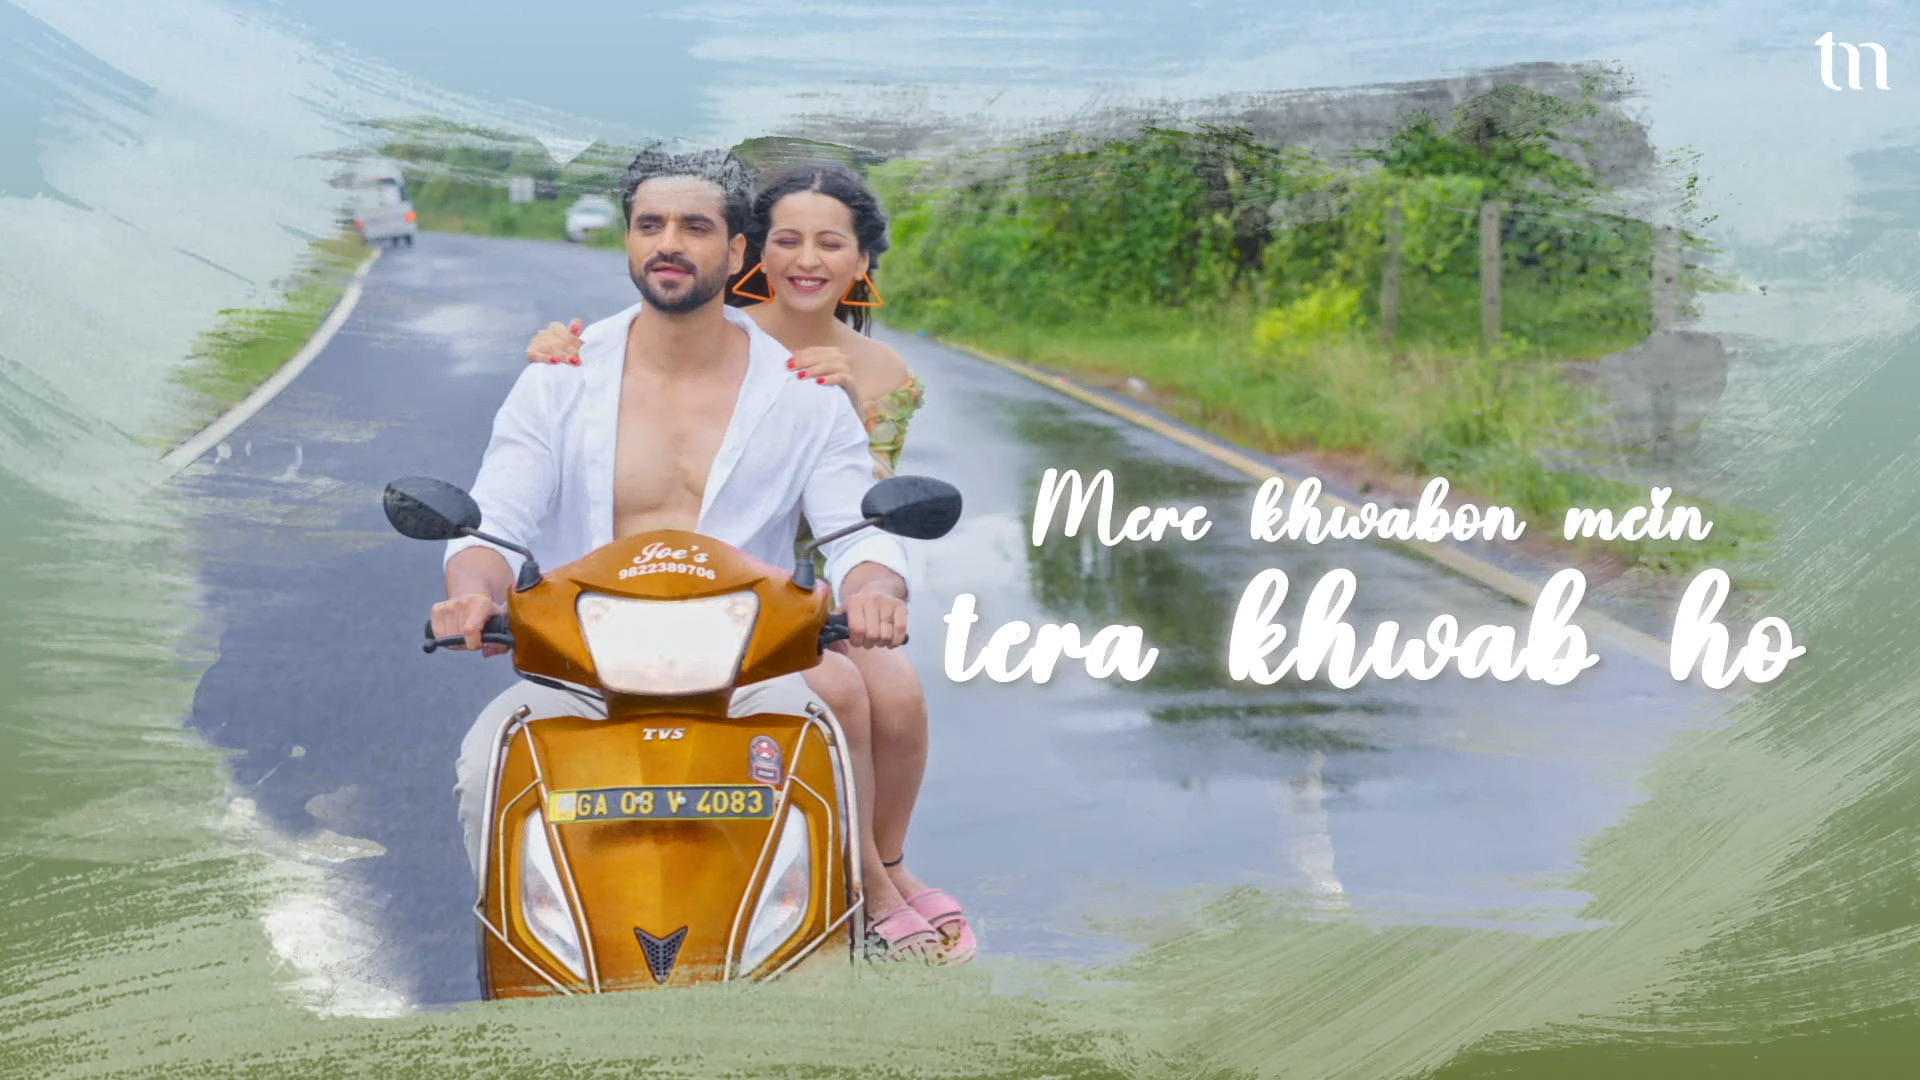 tm
Mere khwabon mein
tera khwab ho
Joe's
9822389706
TVS
GA 08 V 4083